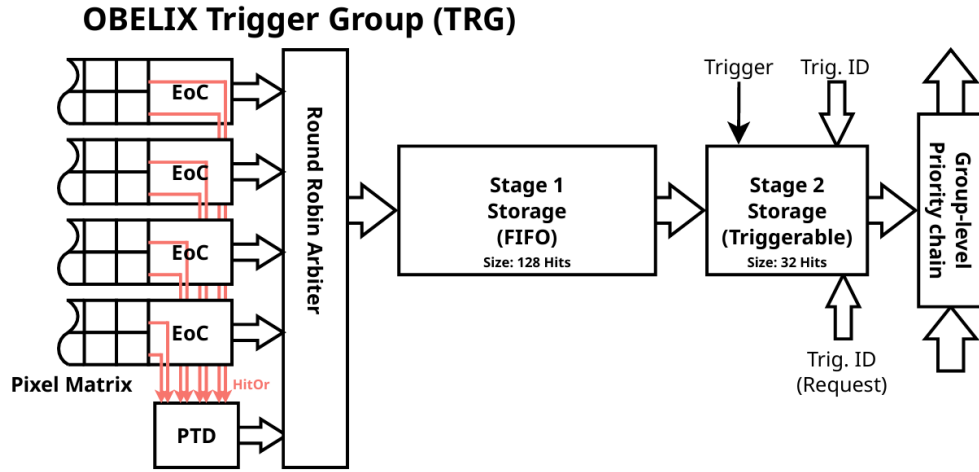 OBELIX Trigger Group (TRG)
EoC
EoC
EoC
EoC
Pixel Matrix
HitOr
PTD
Round Robin Arbiter
Stage 1
Storage
(FIFO)
Size: 128 Hits
Trigger
Trig. ID
Stage 2
Storage
(Triggerable)
Size: 32 Hits
Trig. ID
(Request)
Group-level
Priority chain